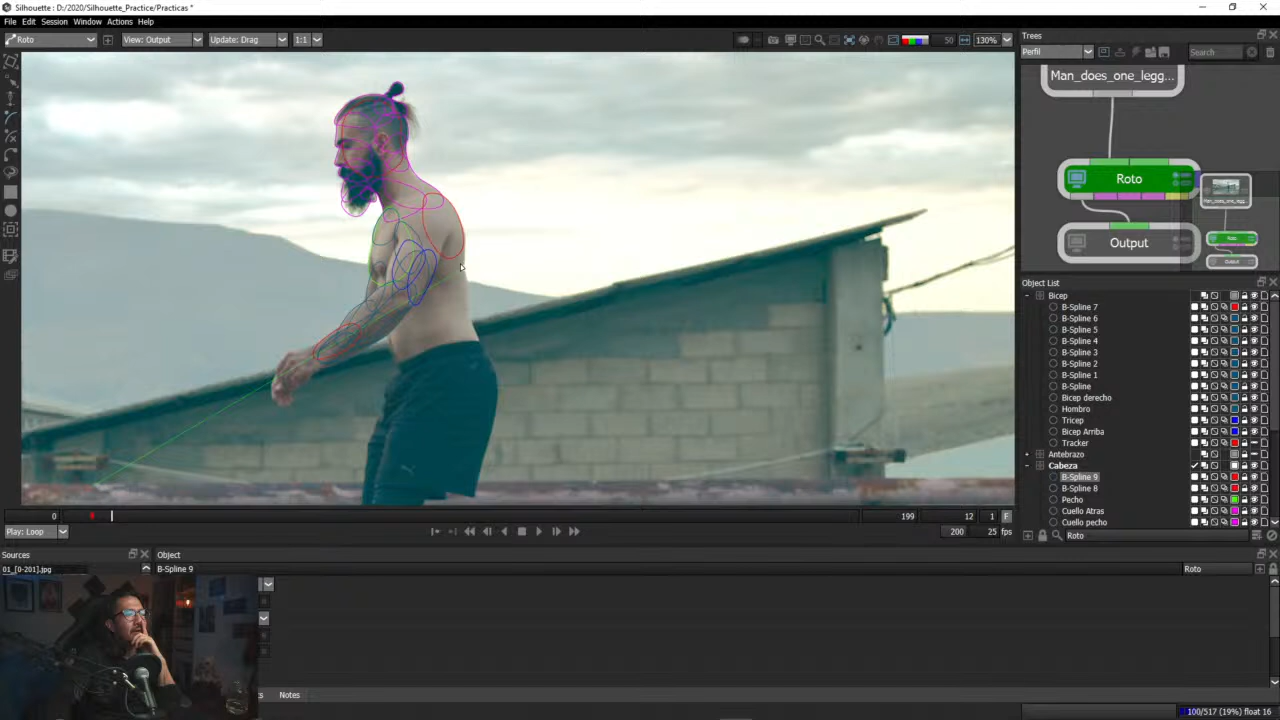 Silhouette : D:/2020/Silhouette_Practice/Practicas *
File Edit Session Window Actions Help
Roto View: Output Update: Drag 1:1 50 130%
Trees
Perfil Search
Man_does_one_legg...
Roto
Output
Object List
Bicep
B-Spline 7
B-Spline 6
B-Spline 5
B-Spline 4
B-Spline 3
B-Spline 2
B-Spline 1
B-Spline
Bicep derecho
Hombro
Tricep
Bicep Arriba
Tracker
Antebrazo
Cabeza
B-Spline 9
B-Spline 8
Pecho
Cuello Atras
Cuello pecho
Roto
0 199 12 1 F
Play: Loop 200 25 fps
Sources Object
01_[0-201].jpg B-Spline 9 Roto
Notes
100/517 (19%) float 16